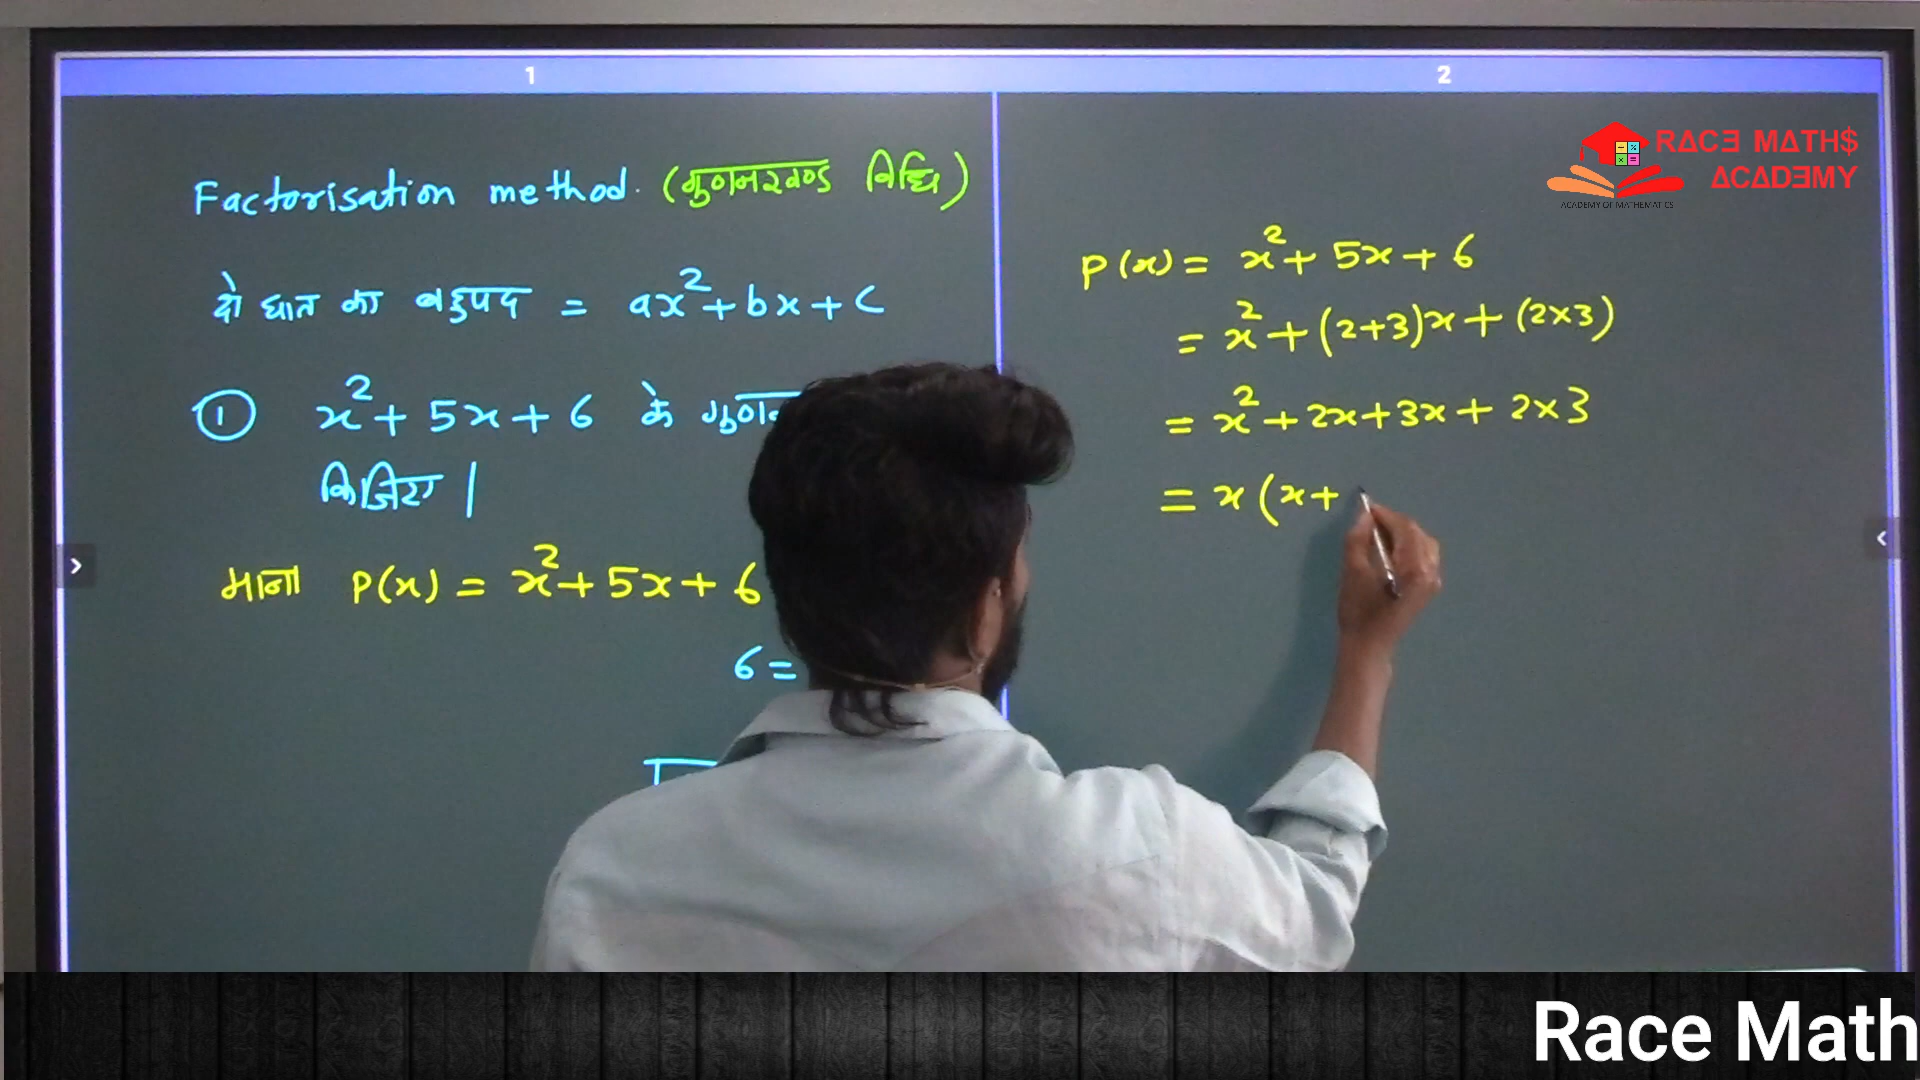 1
Factorisation method. (गुणनखण्ड विधि)
दो घात का बहुपद = ax²+bx+c
① x²+5x+6 के
किजिए |
माना P(x) = x²+5x+6
6=
2
RACE MATHS
ACADEMY
ACADEMY OF MATHEMATICS
P(x) = x²+5x+6
= x²+(2+3)x+(2×3)
= x²+2x+3x+2×3
= x(x+
Race Math